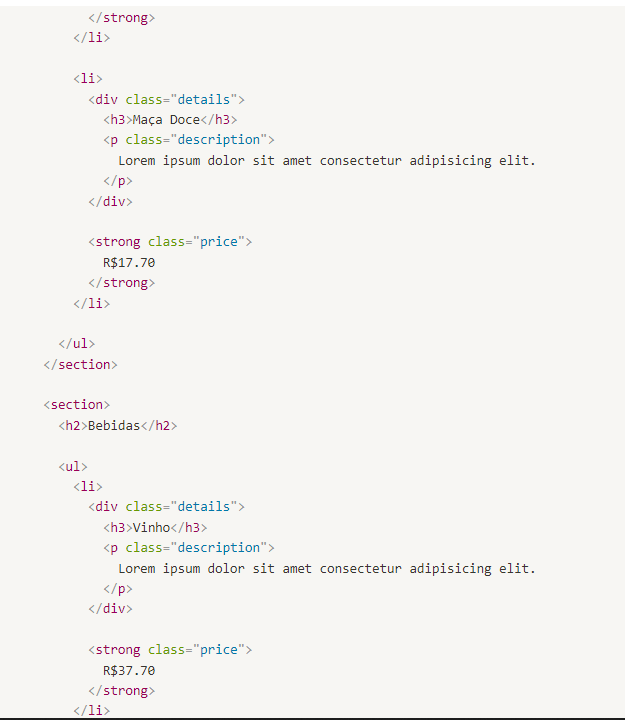 </strong>
</li>
<li>
<div class="details">
<h3>Maça Doce</h3>
<p class="description">
Lorem ipsum dolor sit amet consectetur adipisicing elit.
</p>
</div>
<strong class="price">
R$17.70
</strong>
</li>
</ul>
</section>
<section>
<h2>Bebidas</h2>
<ul>
<li>
<div class="details">
<h3>Vinho</h3>
<p class="description">
Lorem ipsum dolor sit amet consectetur adipisicing elit.
</p>
</div>
<strong class="price">
R$37.70
</strong>
</li>